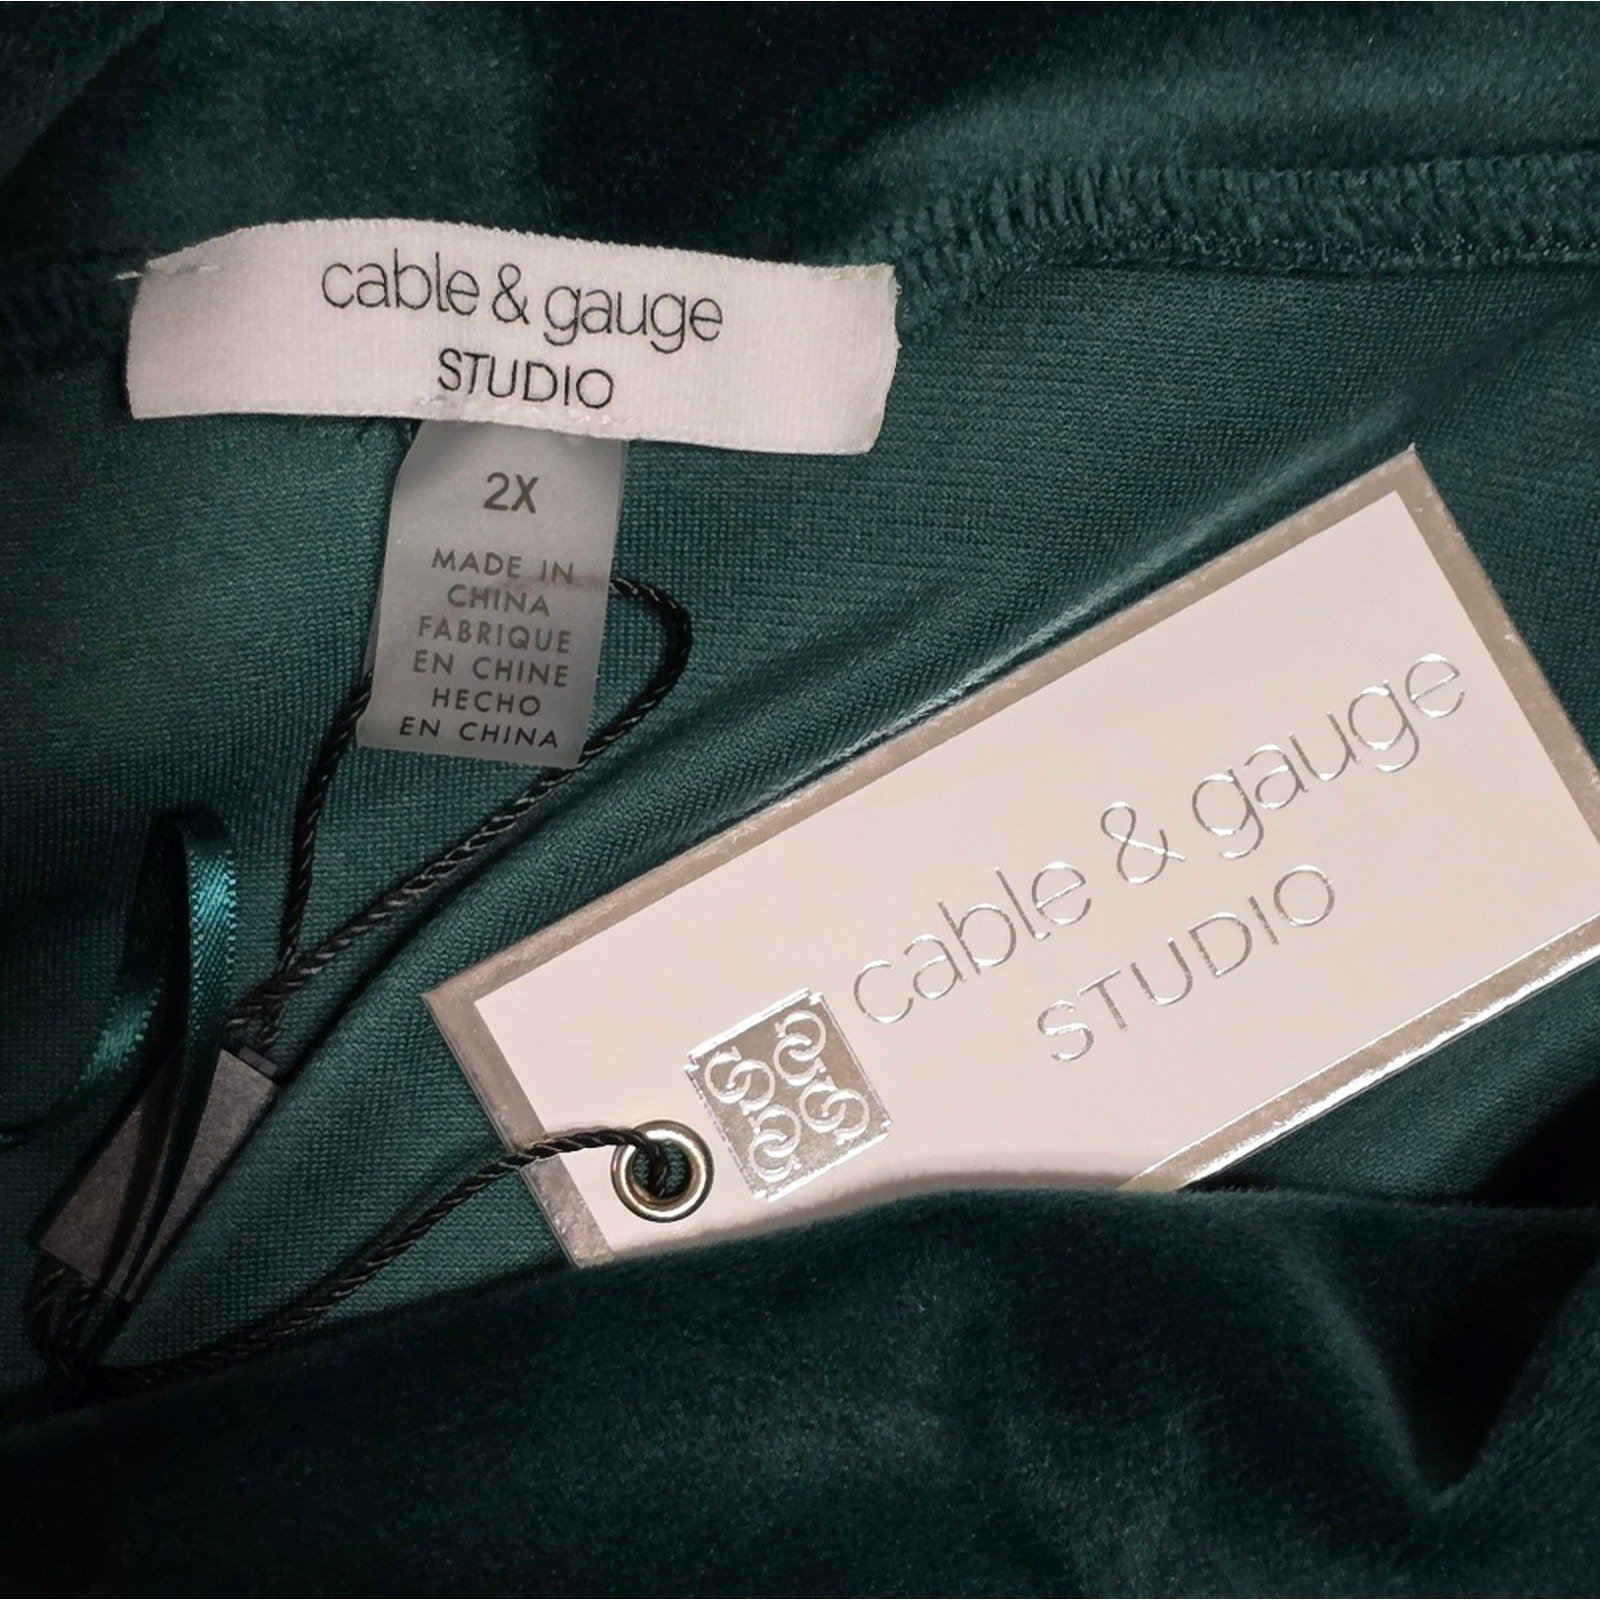 cable & gauge
STUDIO
2X
MADE IN
CHINA
FABRIQUE
EN CHINE
HECHO
EN CHINA
cable & gauge
STUDIO